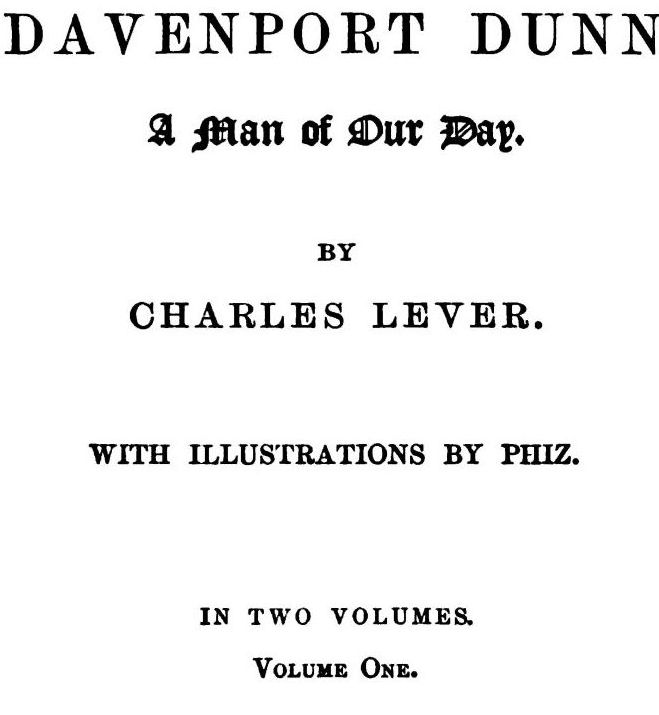 DAVENPORT DUNN
A Man of Our Day.
BY
CHARLES LEVER.
WITH ILLUSTRATIONS BY PHIZ.
IN TWO VOLUMES.
VOLUME ONE.